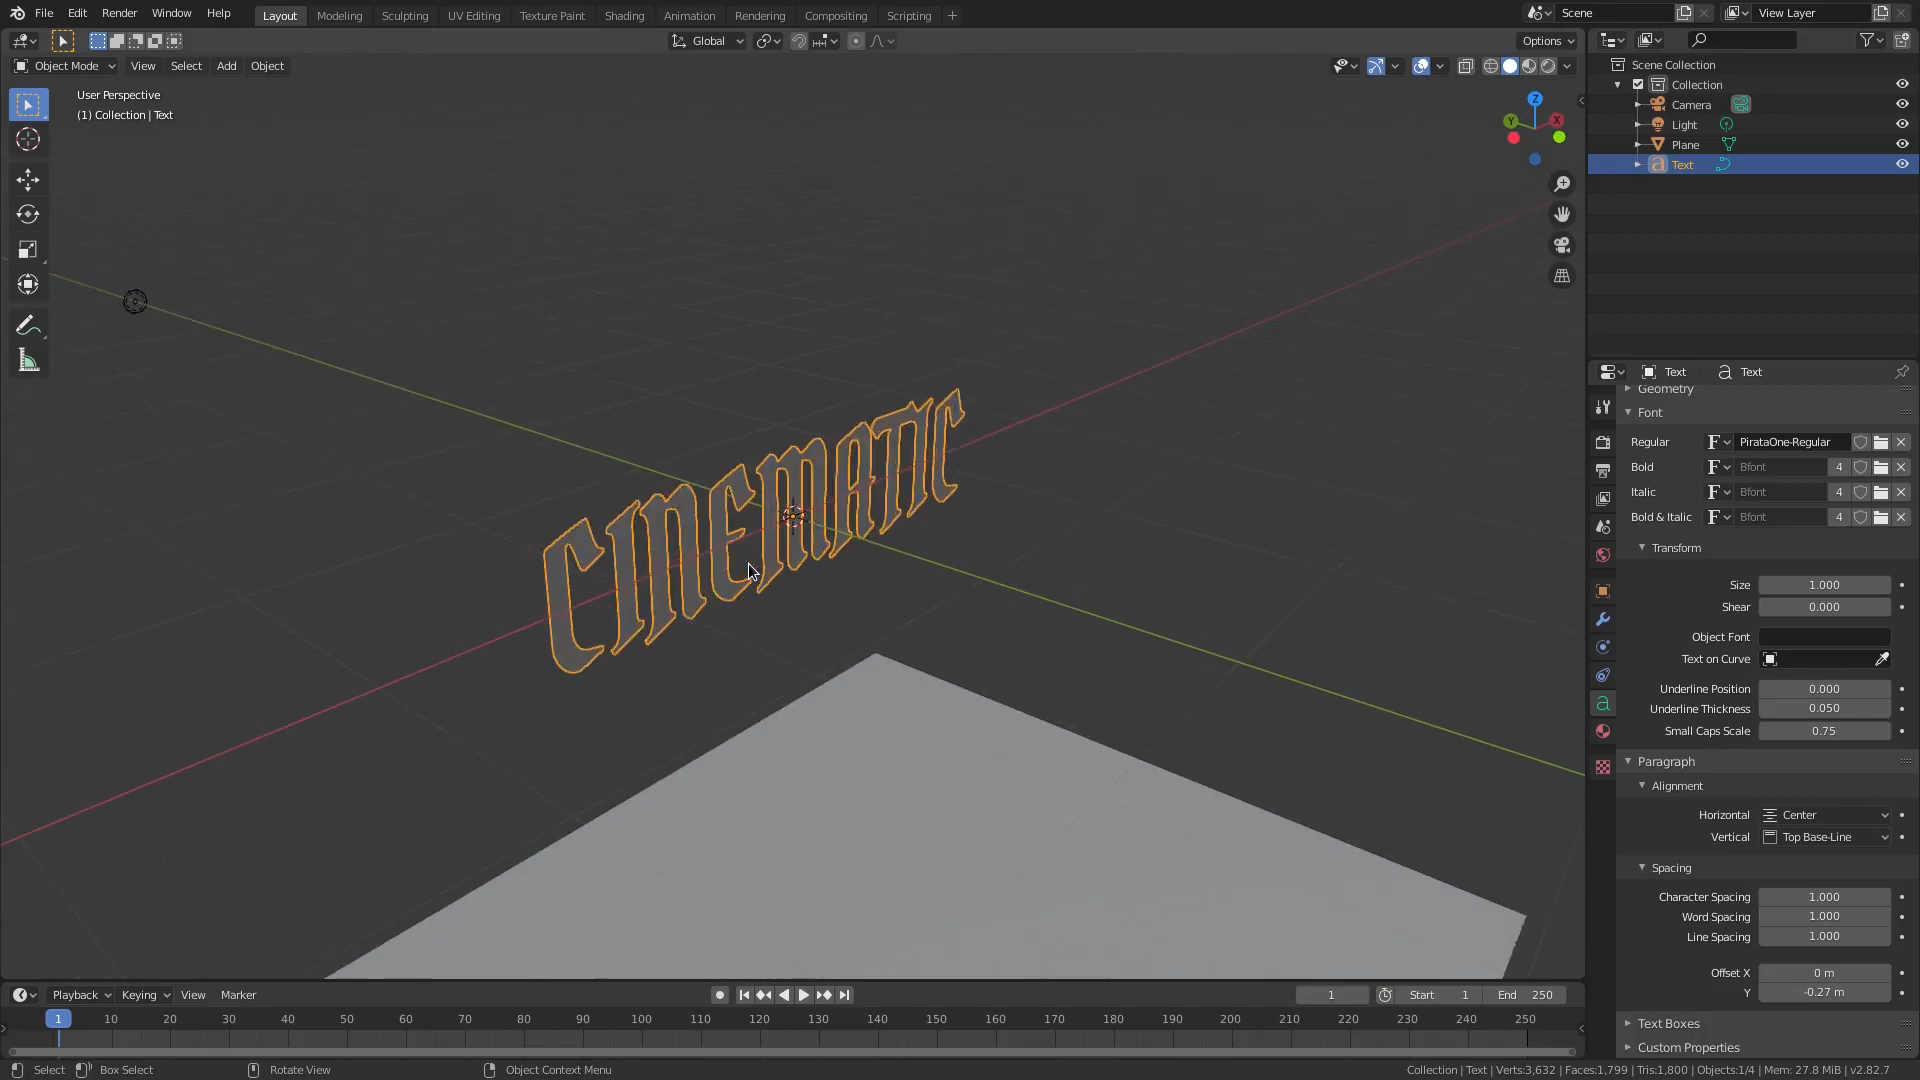 File Edit Render Window Help
Layout Modeling Sculpting UV Editing Texture Paint Shading Animation Rendering Compositing Scripting +
Scene
View Layer
Global
Options
Object Mode View Select Add Object
User Perspective
(1) Collection | Text
Z
Y
X
CINEMATIC
Scene Collection
Collection
Camera
Light
Plane
Text
Text Text
Geometry
Font
Regular PirataOne-Regular
Bold Bfont 4
Italic Bfont 4
Bold & Italic Bfont 4
Transform
Size 1.000
Shear 0.000
Object Font
Text on Curve
Underline Position 0.000
Underline Thickness 0.050
Small Caps Scale 0.75
Paragraph
Alignment
Horizontal Center
Vertical Top Base-Line
Spacing
Character Spacing 1.000
Word Spacing 1.000
Line Spacing 1.000
Offset X 0 m
Y -0.27 m
Text Boxes
Custom Properties
Playback Keying View Marker
1 Start 1 End 250
1 10 20 30 40 50 60 70 80 90 100 110 120 130 140 150 160 170 180 190 200 210 220 230 240 250
Select Box Select Rotate View Object Context Menu
Collection | Text | Verts:3,632 | Faces:1,799 | Tris:1,800 | Objects:1/4 | Mem: 27.8 MiB | v2.82.7